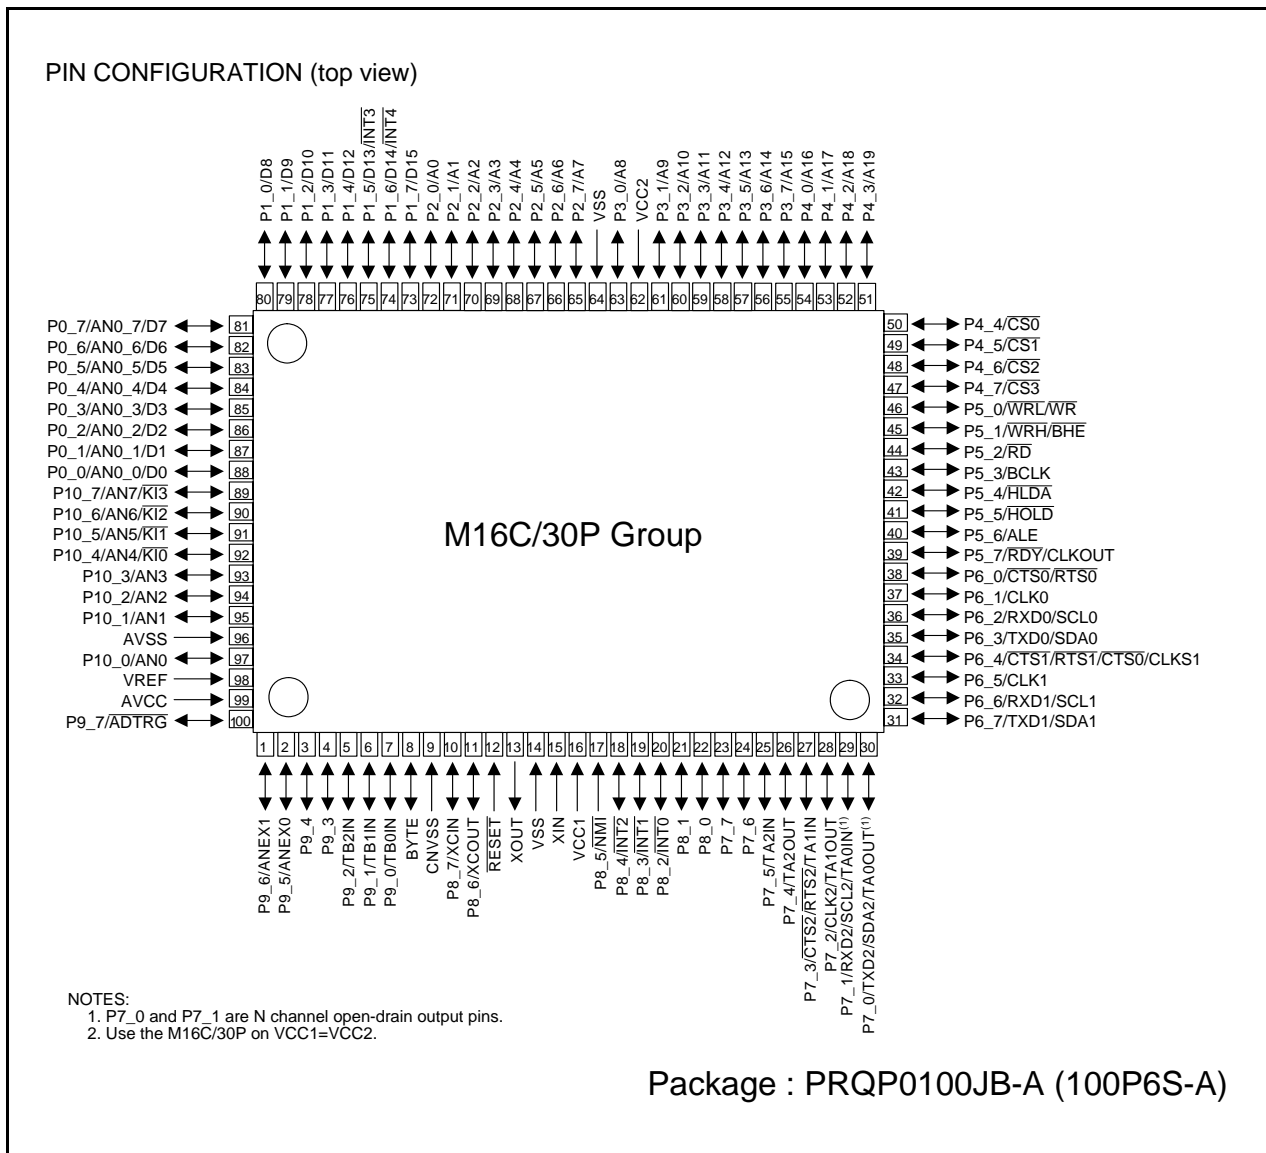 PIN CONFIGURATION (top view)
P1_0/D8
P1_1/D9
P1_2/D10
P1_3/D11
P1_4/D12
P1_5/D13/INT3
P1_6/D14/INT4
P1_7/D15
P2_0/A0
P2_1/A1
P2_2/A2
P2_3/A3
P2_4/A4
P2_5/A5
P2_6/A6
P2_7/A7
VSS
P3_0/A8
VCC2
P3_1/A9
P3_2/A10
P3_3/A11
P3_4/A12
P3_5/A13
P3_6/A14
P3_7/A15
P4_0/A16
P4_1/A17
P4_2/A18
P4_3/A19
80 79 78 77 76 75 74 73 72 71 70 69 68 67 66 65 64 63 62 61 60 59 58 57 56 55 54 53 52 51
P0_7/AN0_7/D7 81
P0_6/AN0_6/D6 82
P0_5/AN0_5/D5 83
P0_4/AN0_4/D4 84
P0_3/AN0_3/D3 85
P0_2/AN0_2/D2 86
P0_1/AN0_1/D1 87
P0_0/AN0_0/D0 88
P10_7/AN7/KI3 89
P10_6/AN6/KI2 90
P10_5/AN5/KI1 91
P10_4/AN4/KI0 92
P10_3/AN3 93
P10_2/AN2 94
P10_1/AN1 95
AVSS 96
P10_0/AN0 97
VREF 98
AVCC 99
P9_7/ADTRG 100
M16C/30P Group
50 P4_4/CS0
49 P4_5/CS1
48 P4_6/CS2
47 P4_7/CS3
46 P5_0/WRL/WR
45 P5_1/WRH/BHE
44 P5_2/RD
43 P5_3/BCLK
42 P5_4/HLDA
41 P5_5/HOLD
40 P5_6/ALE
39 P5_7/RDY/CLKOUT
38 P6_0/CTS0/RTS0
37 P6_1/CLK0
36 P6_2/RXD0/SCL0
35 P6_3/TXD0/SDA0
34 P6_4/CTS1/RTS1/CTS0/CLKS1
33 P6_5/CLK1
32 P6_6/RXD1/SCL1
31 P6_7/TXD1/SDA1
1 2 3 4 5 6 7 8 9 10 11 12 13 14 15 16 17 18 19 20 21 22 23 24 25 26 27 28 29 30
P9_6/ANEX1
P9_5/ANEX0
P9_4
P9_3
P9_2/TB2IN
P9_1/TB1IN
P9_0/TB0IN
BYTE
CNVSS
P8_7/XCIN
P8_6/XCOUT
RESET
XOUT
VSS
XIN
VCC1
P8_5/NMI
P8_4/INT2
P8_3/INT1
P8_2/INT0
P8_1
P8_0
P7_7
P7_6
P7_5/TA2IN
P7_4/TA2OUT
P7_3/CTS2/RTS2/TA1IN
P7_2/CLK2/TA1OUT
P7_1/RXD2/SCL2/TA0IN(1)
P7_0/TXD2/SDA2/TA0OUT(1)
NOTES:
1. P7_0 and P7_1 are N channel open-drain output pins.
2. Use the M16C/30P on VCC1=VCC2.
Package : PRQP0100JB-A (100P6S-A)